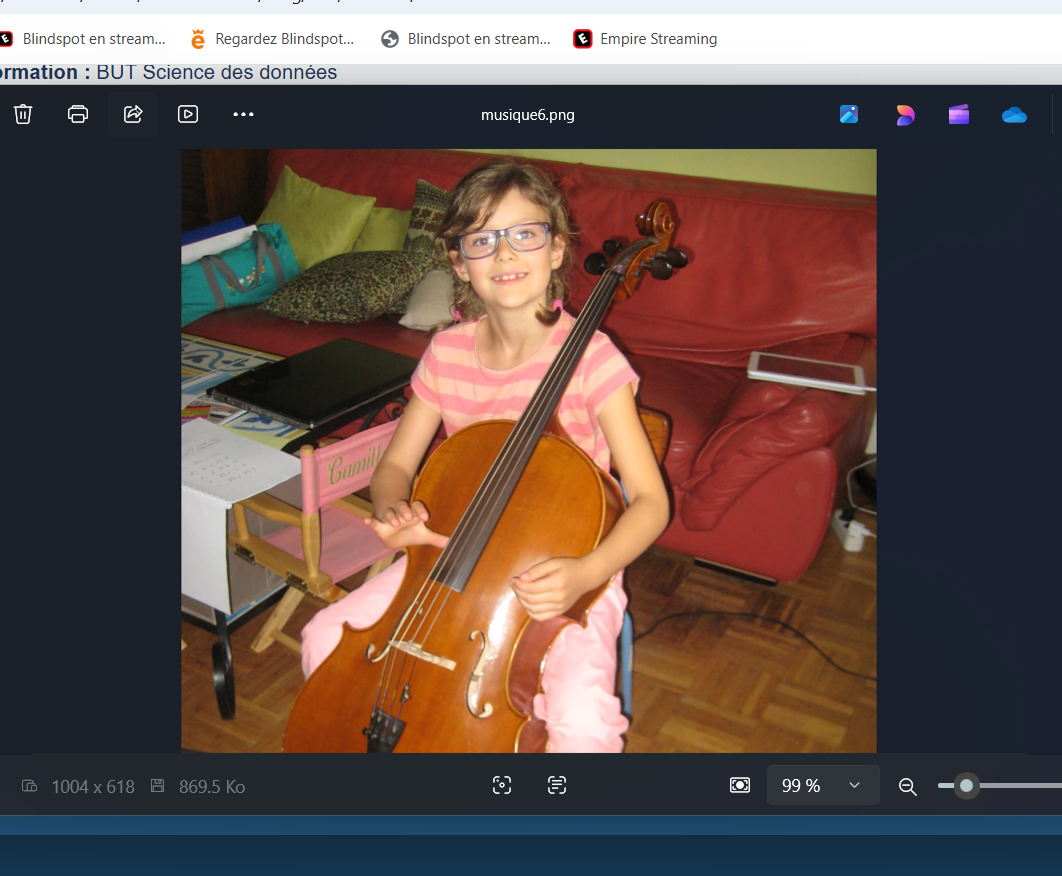 Blindspot en stream...
Regardez Blindspot...
Blindspot en stream...
Empire Streaming
ormation : BUT Science des données
musique6.png
Camill
1004 x 618
869.5 Ko
99 %